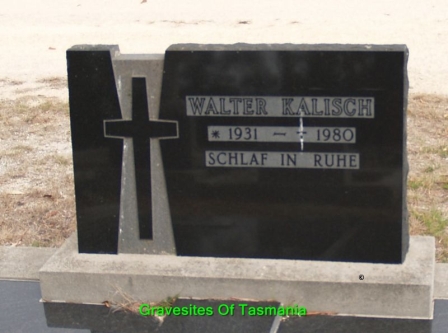 WALTER KALISCH
* 1931 – † 1980
SCHLAF IN RUHE
Gravesites Of Tasmania
©